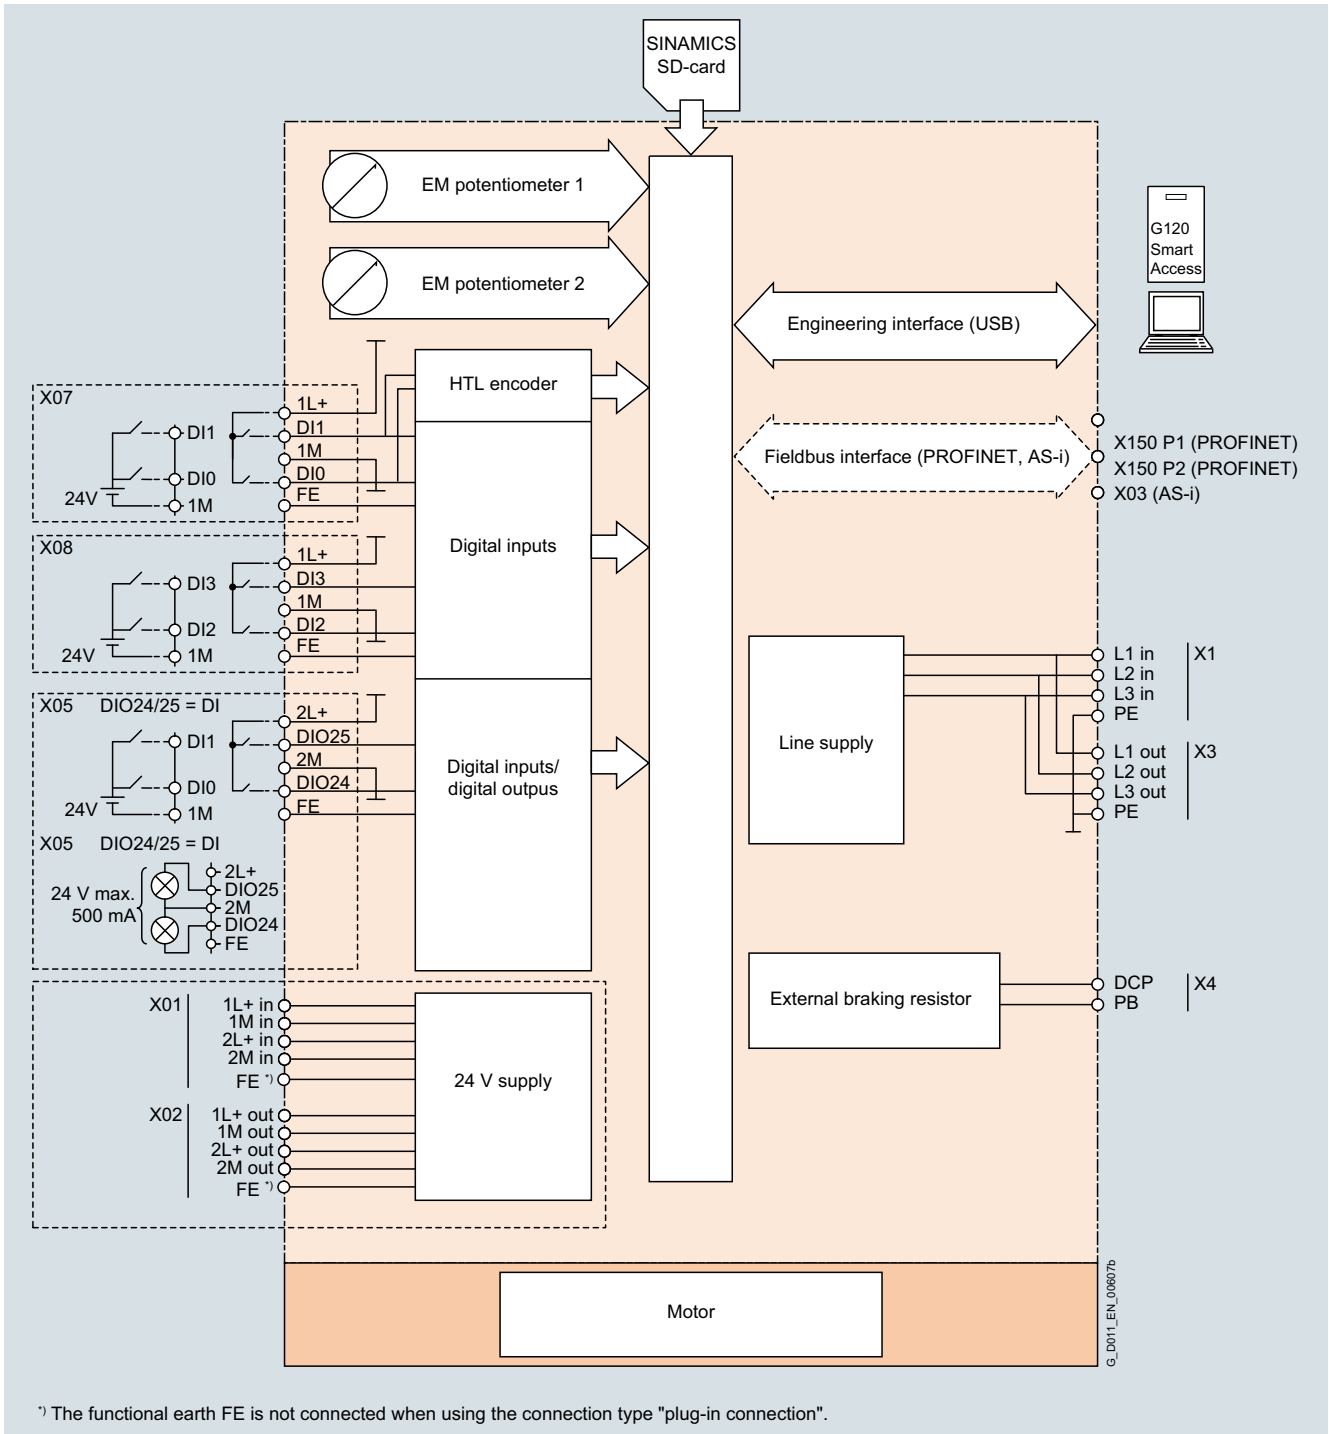 SINAMICS
SD-card
EM potentiometer 1
EM potentiometer 2
G120
Smart
Access
Engineering interface (USB)
HTL encoder
X07
1L+
DI1
1M
DI0
FE
DI1
DI0
24V
1M
Fieldbus interface (PROFINET, AS-i)
X150 P1 (PROFINET)
X150 P2 (PROFINET)
X03 (AS-i)
Digital inputs
X08
1L+
DI3
1M
DI2
FE
DI3
DI2
24V
1M
Line supply
L1 in
L2 in
L3 in
PE
X1
L1 out
L2 out
L3 out
PE
X3
X05 DIO24/25 = DI
2L+
DIO25
2M
DIO24
FE
DI1
DI0
24V
1M
Digital inputs/
digital outpus
X05 DIO24/25 = DI
24 V max.
500 mA
2L+
DIO25
2M
DIO24
FE
External braking resistor
DCP
PB
X4
X01
1L+ in
1M in
2L+ in
2M in
FE *)
24 V supply
X02
1L+ out
1M out
2L+ out
2M out
FE *)
Motor
G_D011_EN_00607b
*) The functional earth FE is not connected when using the connection type "plug-in connection".